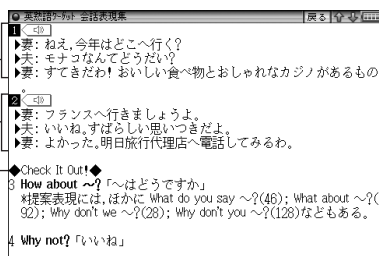 英熟語ターゲット 会話表現集 戻る
1
▶妻: ねえ,今年はどこへ行く?
▶夫: モナコなんてどうだい?
▶妻: すてきだわ! おいしい食べ物とおしゃれなカジノがあるもの
。
2
▶妻: フランスへ行きましょうよ。
▶夫: いいね。すばらしい思いつきだよ。
▶妻: よかった。明日旅行代理店へ電話してみるわ。
◆Check It Out!◆
3 How about ~? 「~はどうですか」
*提案表現には,ほかに What do you say ~?(46); What about ~?(
92); Why don't we ~?(28); Why don't you ~?(128)などもある。
4 Why not? 「いいね」